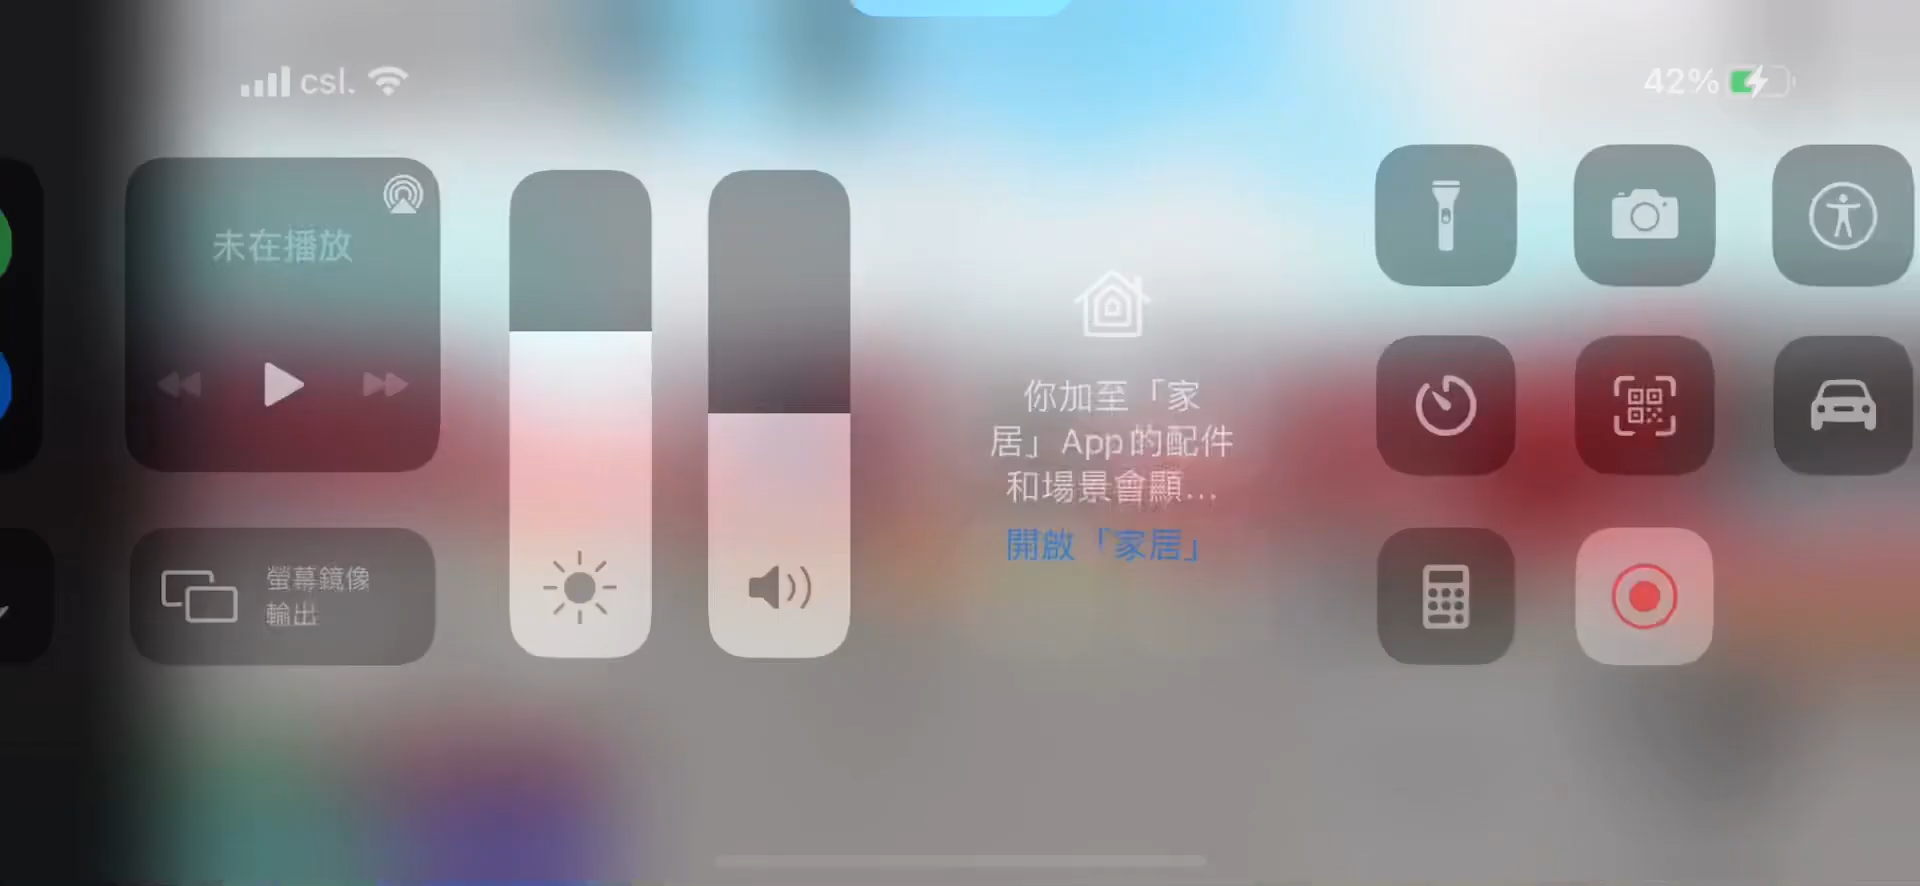 csl.
42%
未在播放
螢幕鏡像
輸出
你加至「家
居」App的配件
和場景會顯...
開啟「家居」